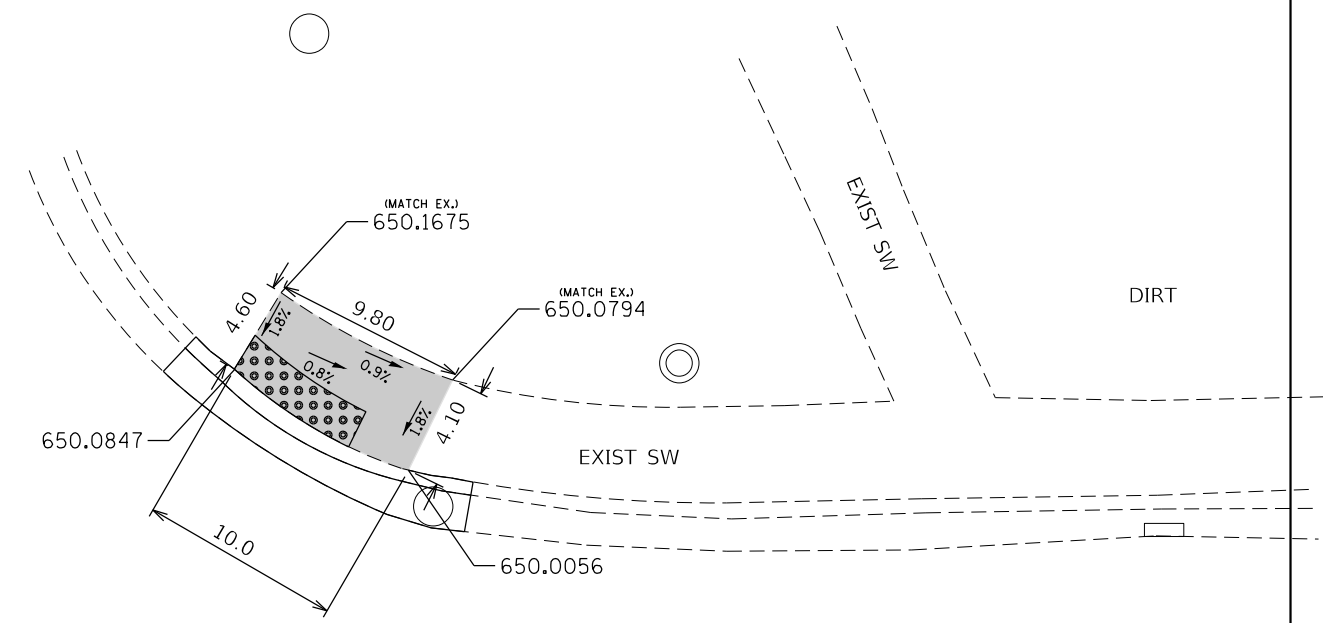 (MATCH EX.)
650.1675
(MATCH EX.)
650.0794
4.60
9.80
1.8%
0.8%
0.9%
1.8%
4.10
650.0847
10.0
650.0056
EXIST SW
EXIST SW
DIRT